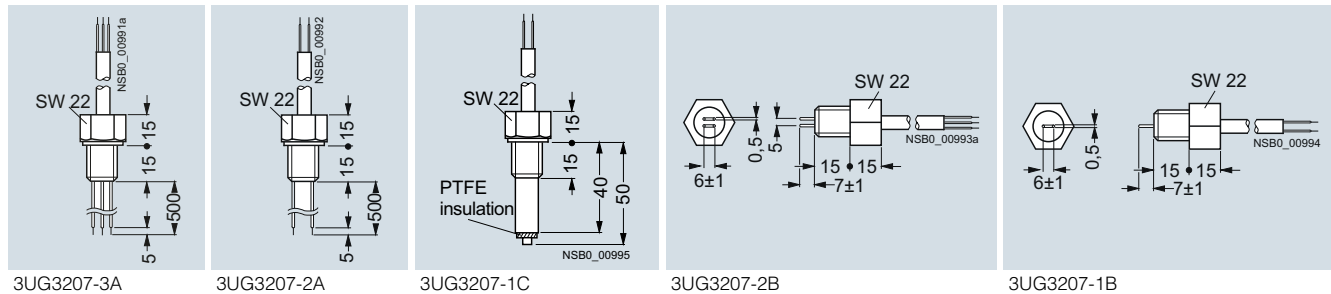 NSB0_00991a
SW 22
15
15
500
5
3UG3207-3A
NSB0_00992
SW 22
15
15
500
5
3UG3207-2A
SW 22
15
15
40
50
PTFE
insulation
NSB0_00995
3UG3207-1C
SW 22
0,5
5
NSB0_00993a
6±1
15
15
7±1
3UG3207-2B
SW 22
0,5
NSB0_00994
6±1
15
15
7±1
3UG3207-1B